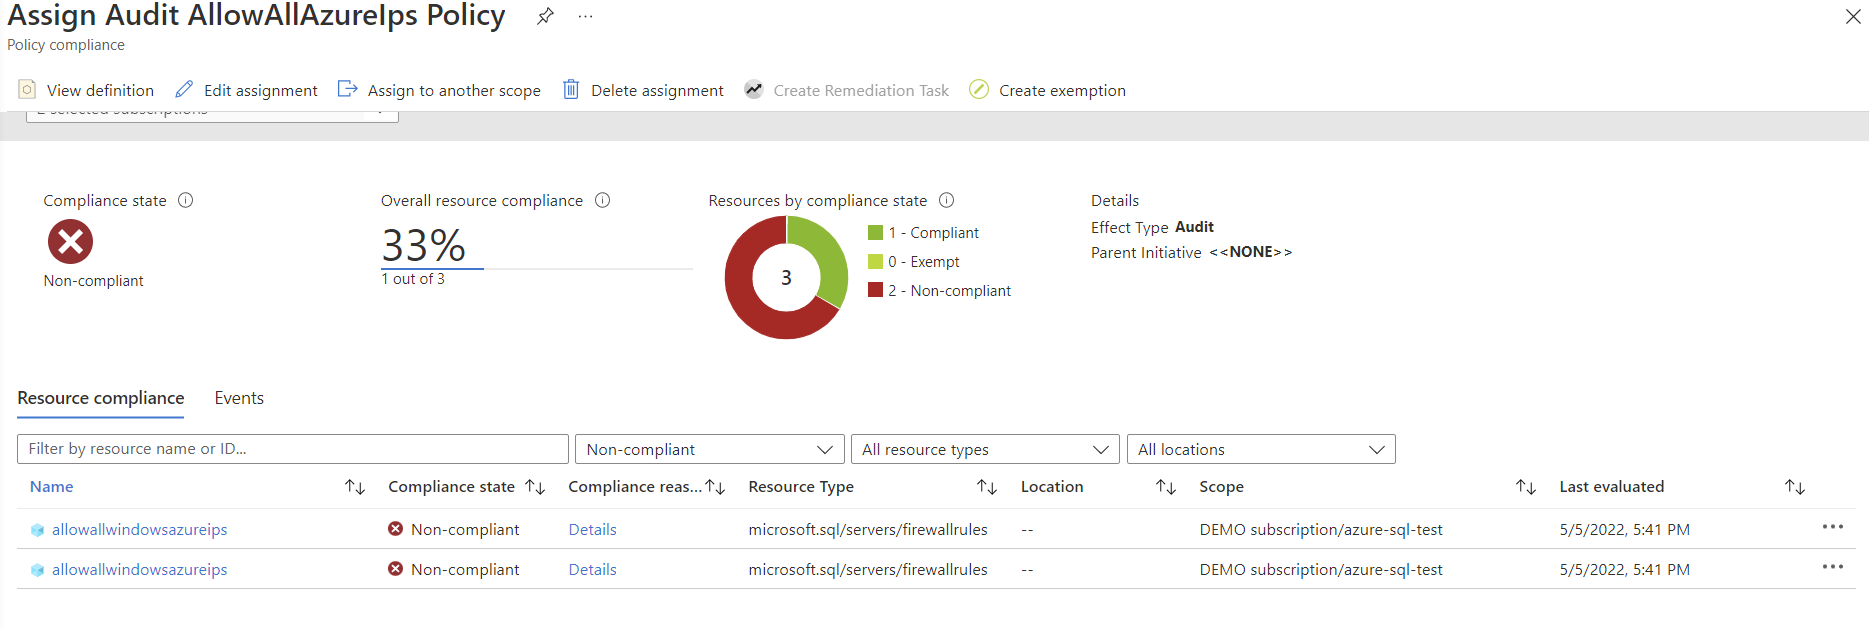 Assign Audit AllowAllAzureIps Policy
Policy compliance
View definition Edit assignment Assign to another scope Delete assignment Create Remediation Task Create exemption
2 selected subscriptions
Compliance state Overall resource compliance Resources by compliance state Details
33% 1 - Compliant Effect Type Audit
0 - Exempt Parent Initiative <<NONE>>
Non-compliant 1 out of 3 3 2 - Non-compliant
Resource compliance Events
Filter by resource name or ID... Non-compliant All resource types All locations
Name Compliance state Compliance reas... Resource Type Location Scope Last evaluated
allowallwindowsazureips Non-compliant Details microsoft.sql/servers/firewallrules -- DEMO subscription/azure-sql-test 5/5/2022, 5:41 PM
allowallwindowsazureips Non-compliant Details microsoft.sql/servers/firewallrules -- DEMO subscription/azure-sql-test 5/5/2022, 5:41 PM